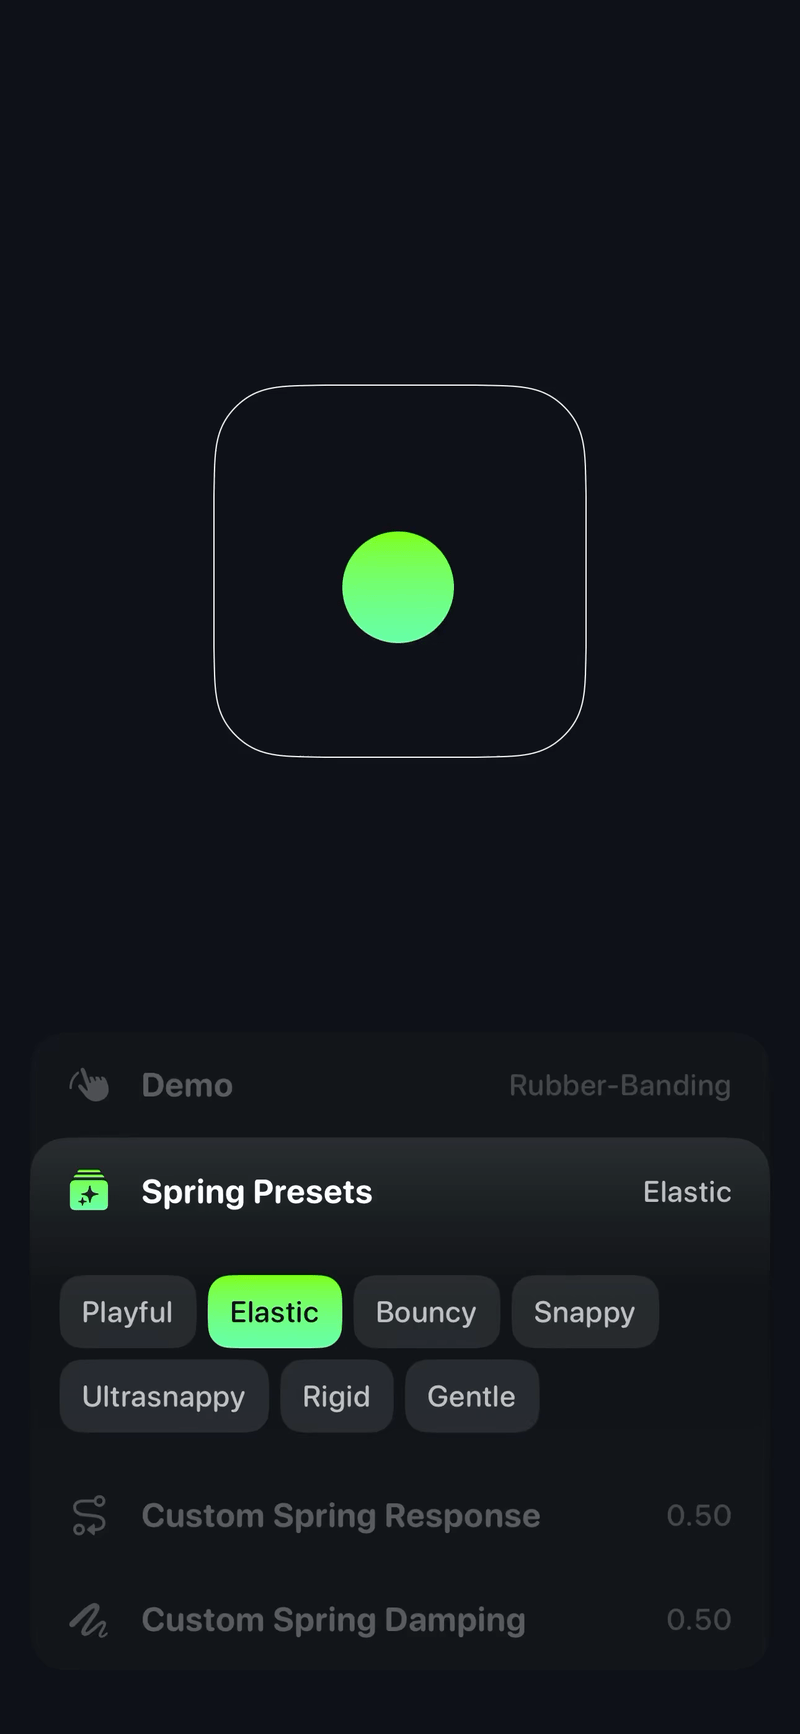 Demo Rubber-Banding
Spring Presets Elastic
Playful Elastic Bouncy Snappy
Ultrasnappy Rigid Gentle
Custom Spring Response 0.50
Custom Spring Damping 0.50